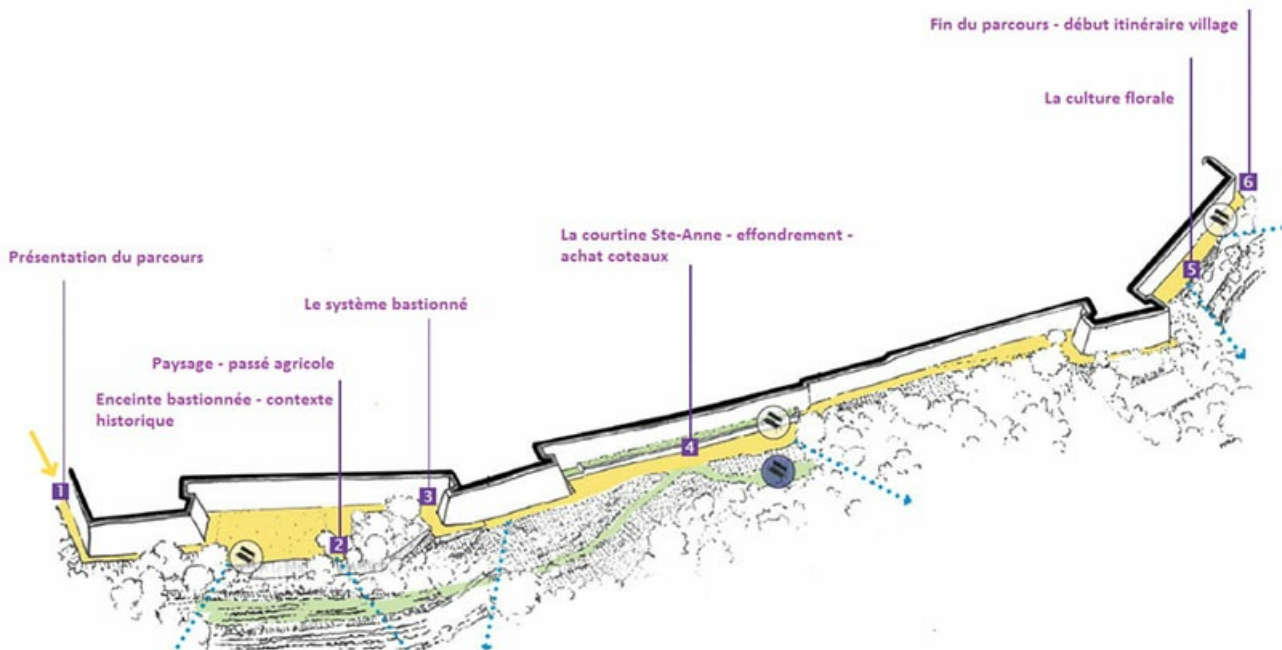 Fin du parcours - début itinéraire village
La culture florale
6
La courtine Ste-Anne - effondrement -
achat coteaux
Présentation du parcours
5
Le système bastionné
Paysage - passé agricole
Enceinte bastionnée - contexte
historique
4
1
3
2